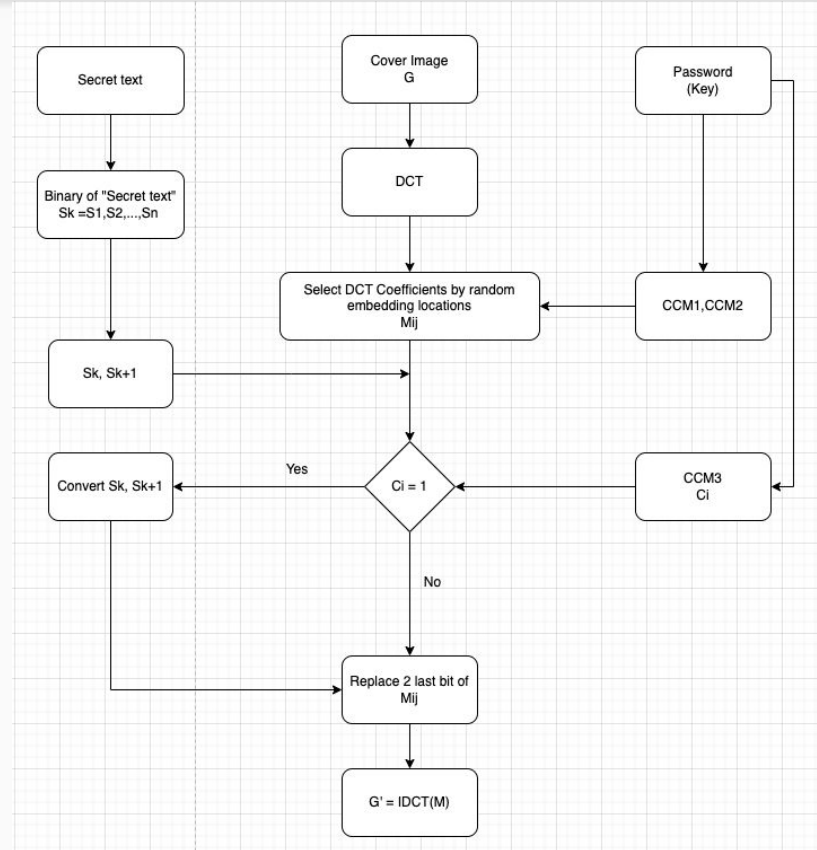 Secret text
Cover Image
G
Password
(Key)
Binary of "Secret text"
Sk =S1,S2,...,Sn
DCT
Select DCT Coefficients by random
embedding locations
Mij
CCM1,CCM2
Sk, Sk+1
Convert Sk, Sk+1
Yes
Ci = 1
CCM3
Ci
No
Replace 2 last bit of
Mij
G' = IDCT(M)